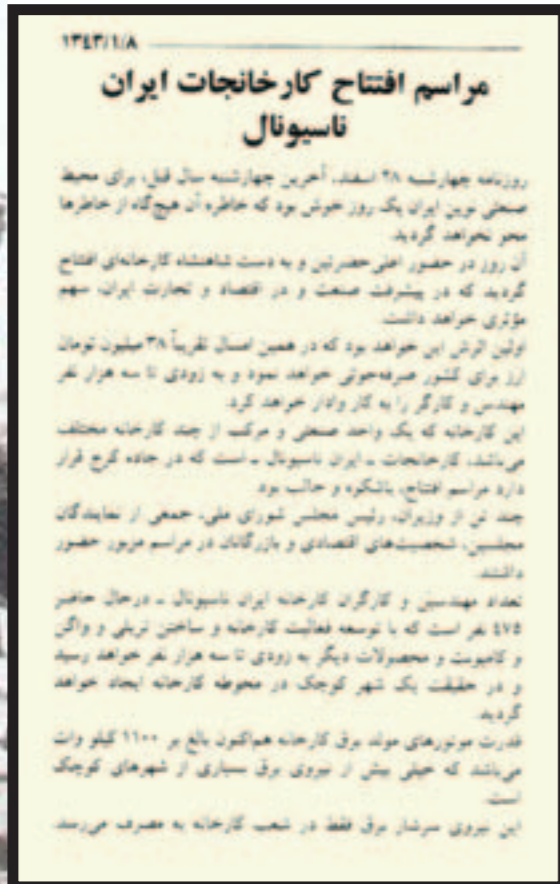 ۱۳٤۳/۱/۸
مراسم افتتاح کارخانجات ایران
ناسیونال
روزنامه چهارشنبه ۲۸ اسفند، آخرین چهارشنبه سال قبل، برای محیط
صنعتی نوین ایران یک روز خوش بود که خاطره آن هیچ‌گاه از خاطرها
محو نخواهد گردید.
آن روز در حضور اعلی‌حضرتین و به دست شاهنشاه کارخانه‌ای افتتاح
گردید که در پیشرفت صنعت و در اقتصاد و تجارت ایران، سهم
مؤثری خواهد داشت.
اولین اثرش این خواهد بود که در همین امسال تقریباً ۳۸ میلیون تومان
ارز برای کشور صرفه‌جوئی خواهد نمود و به زودی تا سه هزار نفر
مهندس و کارگر را به کار وادار خواهد کرد.
این کارخانه که یک واحد صنعتی و مرکب از چند کارخانه مختلف
می‌باشد، کارخانجات ـ ایران ناسیونال ـ است که در جاده کرج قرار
دارد مراسم افتتاح، باشکوه و جالب بود.
چند تن از وزیران، رئیس مجلس شورای ملی، جمعی از نمایندگان
مجلسین، شخصیت‌های اقتصادی و بازرگانان در مراسم مزبور حضور
داشتند.
تعداد مهندسین و کارگران کارخانه ایران ناسیونال ـ درحال حاضر
٤٧٥ نفر است که با توسعه فعالیت کارخانه و ساختن تریلی و واگن
و کامیونت و محصولات دیگر به زودی تا سه هزار نفر خواهد رسید
و در حقیقت یک شهر کوچک در محوطه کارخانه ایجاد خواهد
گردید.
قدرت موتورهای مولد برق کارخانه هم‌اکنون بالغ بر ۱۱۰۰ کیلو وات
می‌باشد که خیلی بیش از نیروی برق بسیاری از شهرهای کوچک
است.
این نیروی سرشار برق فقط در شعب کارخانه به مصرف می‌رسد.